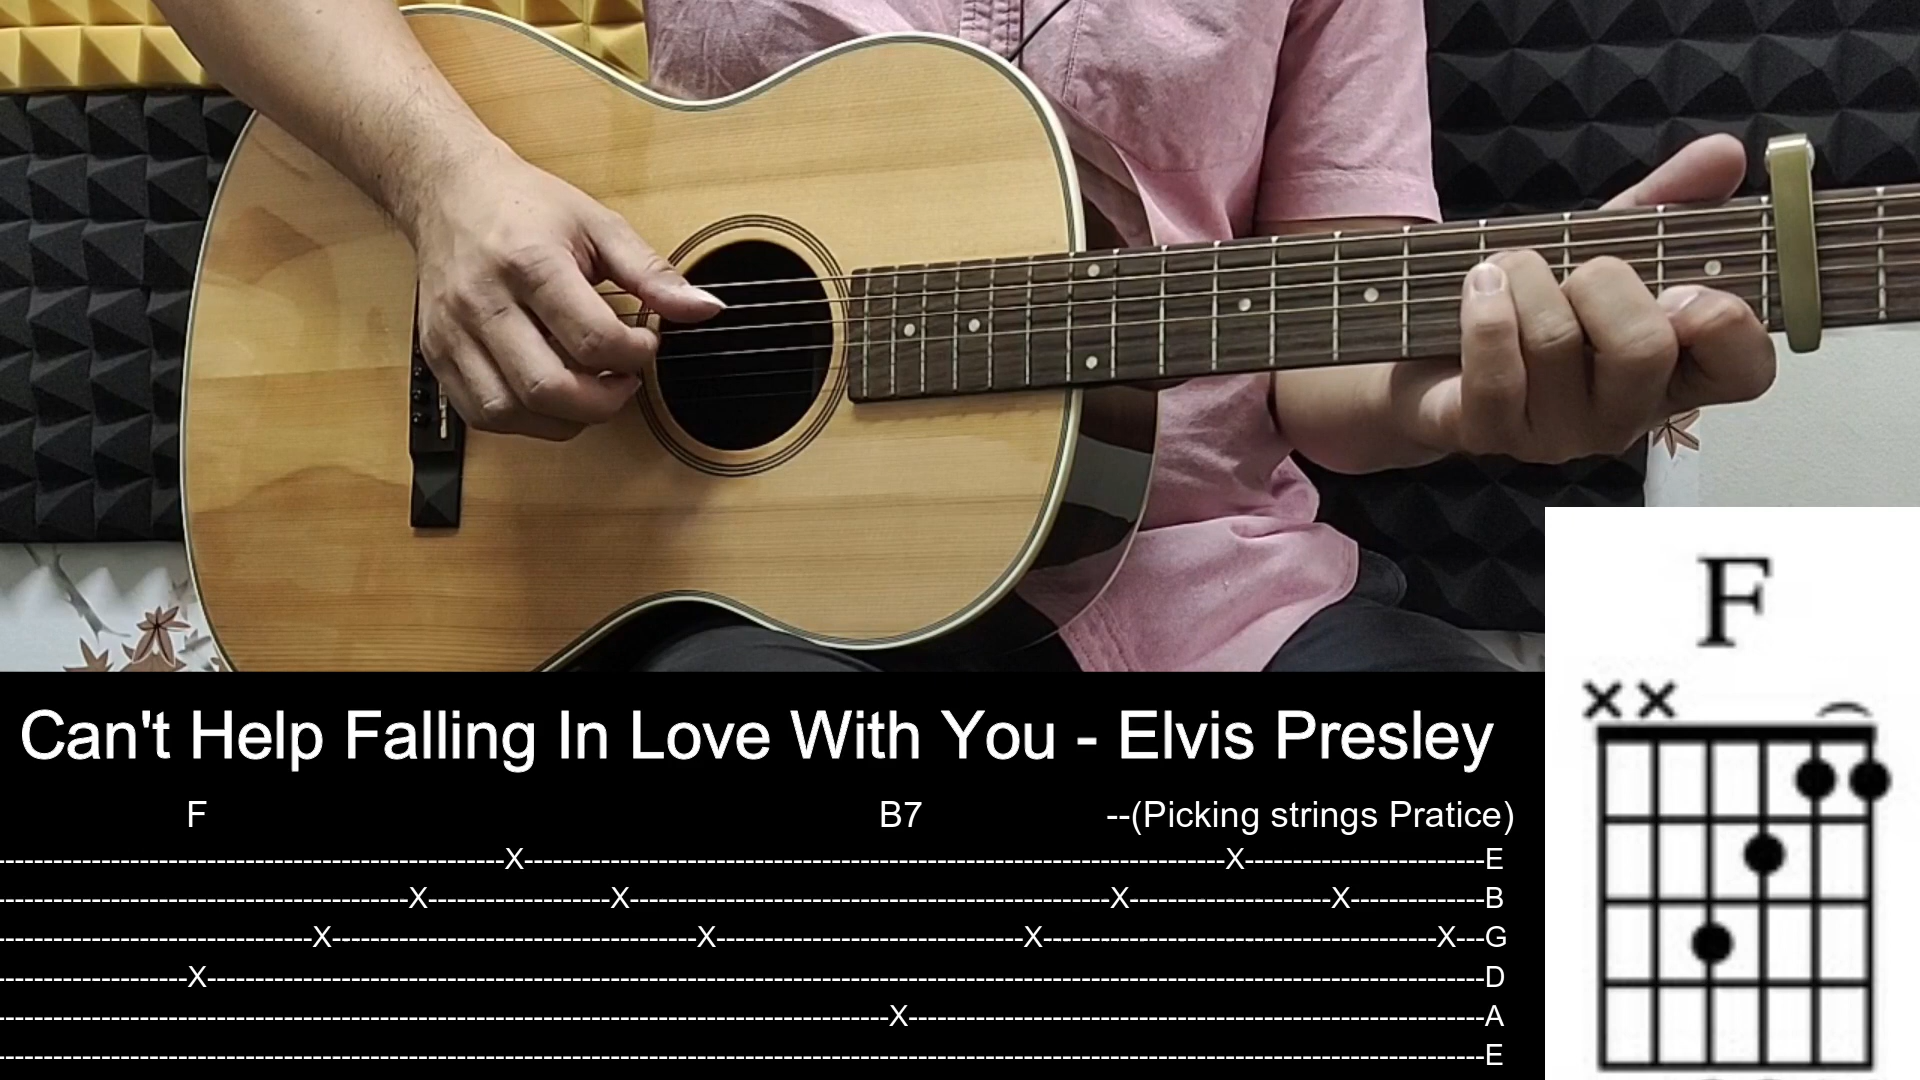 F
××
Can't Help Falling In Love With You - Elvis Presley
F B7 --(Picking strings Pratice)
-----X-----X-----E
-----X-----X-----X-----X-----B
-----X-----X-----X-----X---G
-----X-----D
-----X-----A
-----E